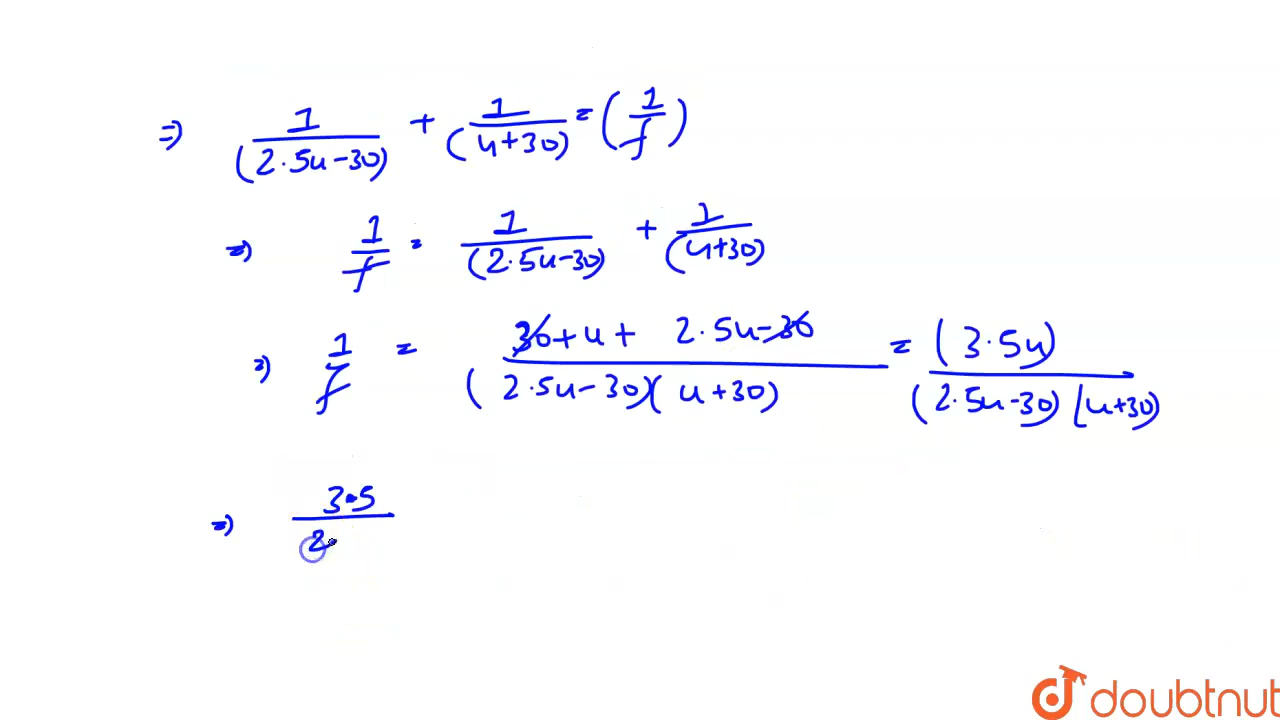 ⇒ 1/(2.5u-30) + 1/(u+30) = (1/f)
⇒ 1/f = 1/(2.5u-30) + 1/(u+30)
⇒ 1/f = 30+u+ 2.5u-30/(2.5u-30)(u+30) = (3.5u)/(2.5u-30)(u+30)
⇒ 3.5/2.
doubtnut